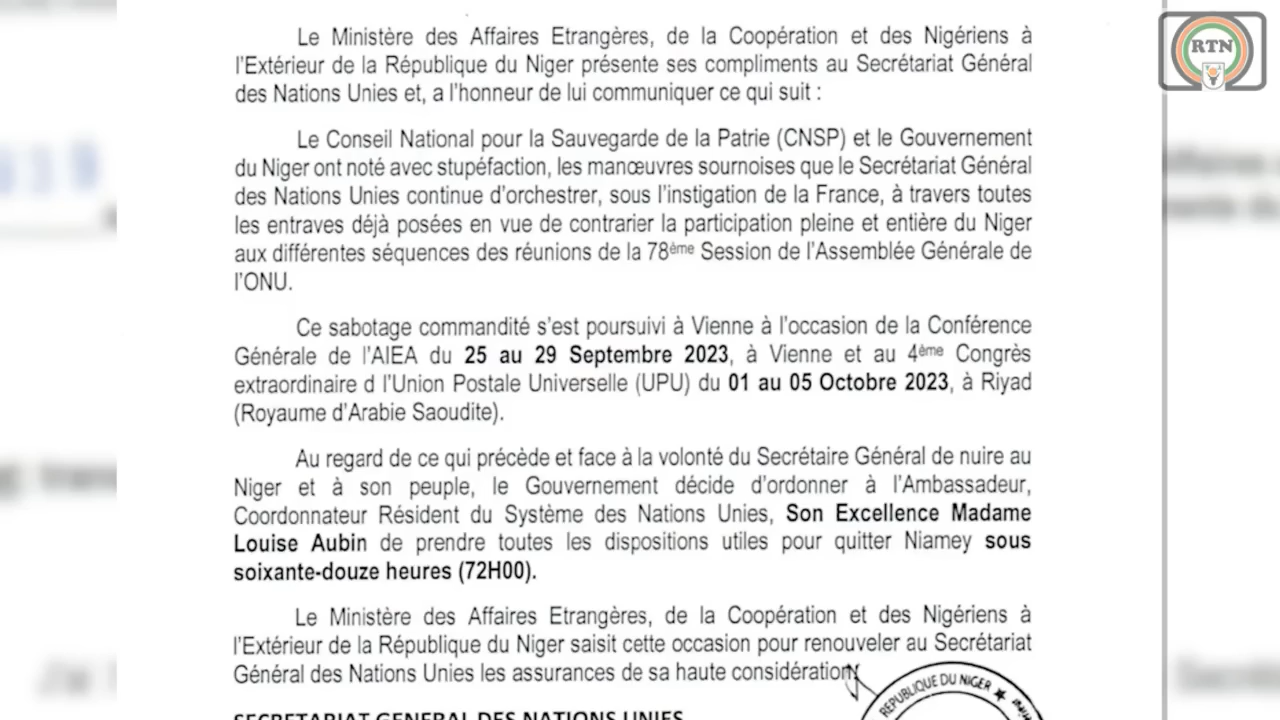 RTN
Le Ministère des Affaires Etrangères, de la Coopération et des Nigériens à
l'Extérieur de la République du Niger présente ses compliments au Secrétariat Général
des Nations Unies et, a l'honneur de lui communiquer ce qui suit :
Le Conseil National pour la Sauvegarde de la Patrie (CNSP) et le Gouvernement
du Niger ont noté avec stupéfaction, les manœuvres sournoises que le Secrétariat Général
des Nations Unies continue d'orchestrer, sous l'instigation de la France, à travers toutes
les entraves déjà posées en vue de contrarier la participation pleine et entière du Niger
aux différentes séquences des réunions de la 78ème Session de l'Assemblée Générale de
l'ONU.
Ce sabotage commandité s'est poursuivi à Vienne à l'occasion de la Conférence
Générale de l'AIEA du 25 au 29 Septembre 2023, à Vienne et au 4ème Congrès
extraordinaire d l'Union Postale Universelle (UPU) du 01 au 05 Octobre 2023, à Riyad
(Royaume d'Arabie Saoudite).
Au regard de ce qui précède et face à la volonté du Secrétaire Général de nuire au
Niger et à son peuple, le Gouvernement décide d'ordonner à l'Ambassadeur,
Coordonnateur Résident du Système des Nations Unies, Son Excellence Madame
Louise Aubin de prendre toutes les dispositions utiles pour quitter Niamey sous
soixante-douze heures (72H00).
Le Ministère des Affaires Etrangères, de la Coopération et des Nigériens à
l'Extérieur de la République du Niger saisit cette occasion pour renouveler au Secrétariat
Général des Nations Unies les assurances de sa haute considération
REPUBLIQUE DU NIGER
SECRETARIAT GENERAL DES NATIONS UNIES